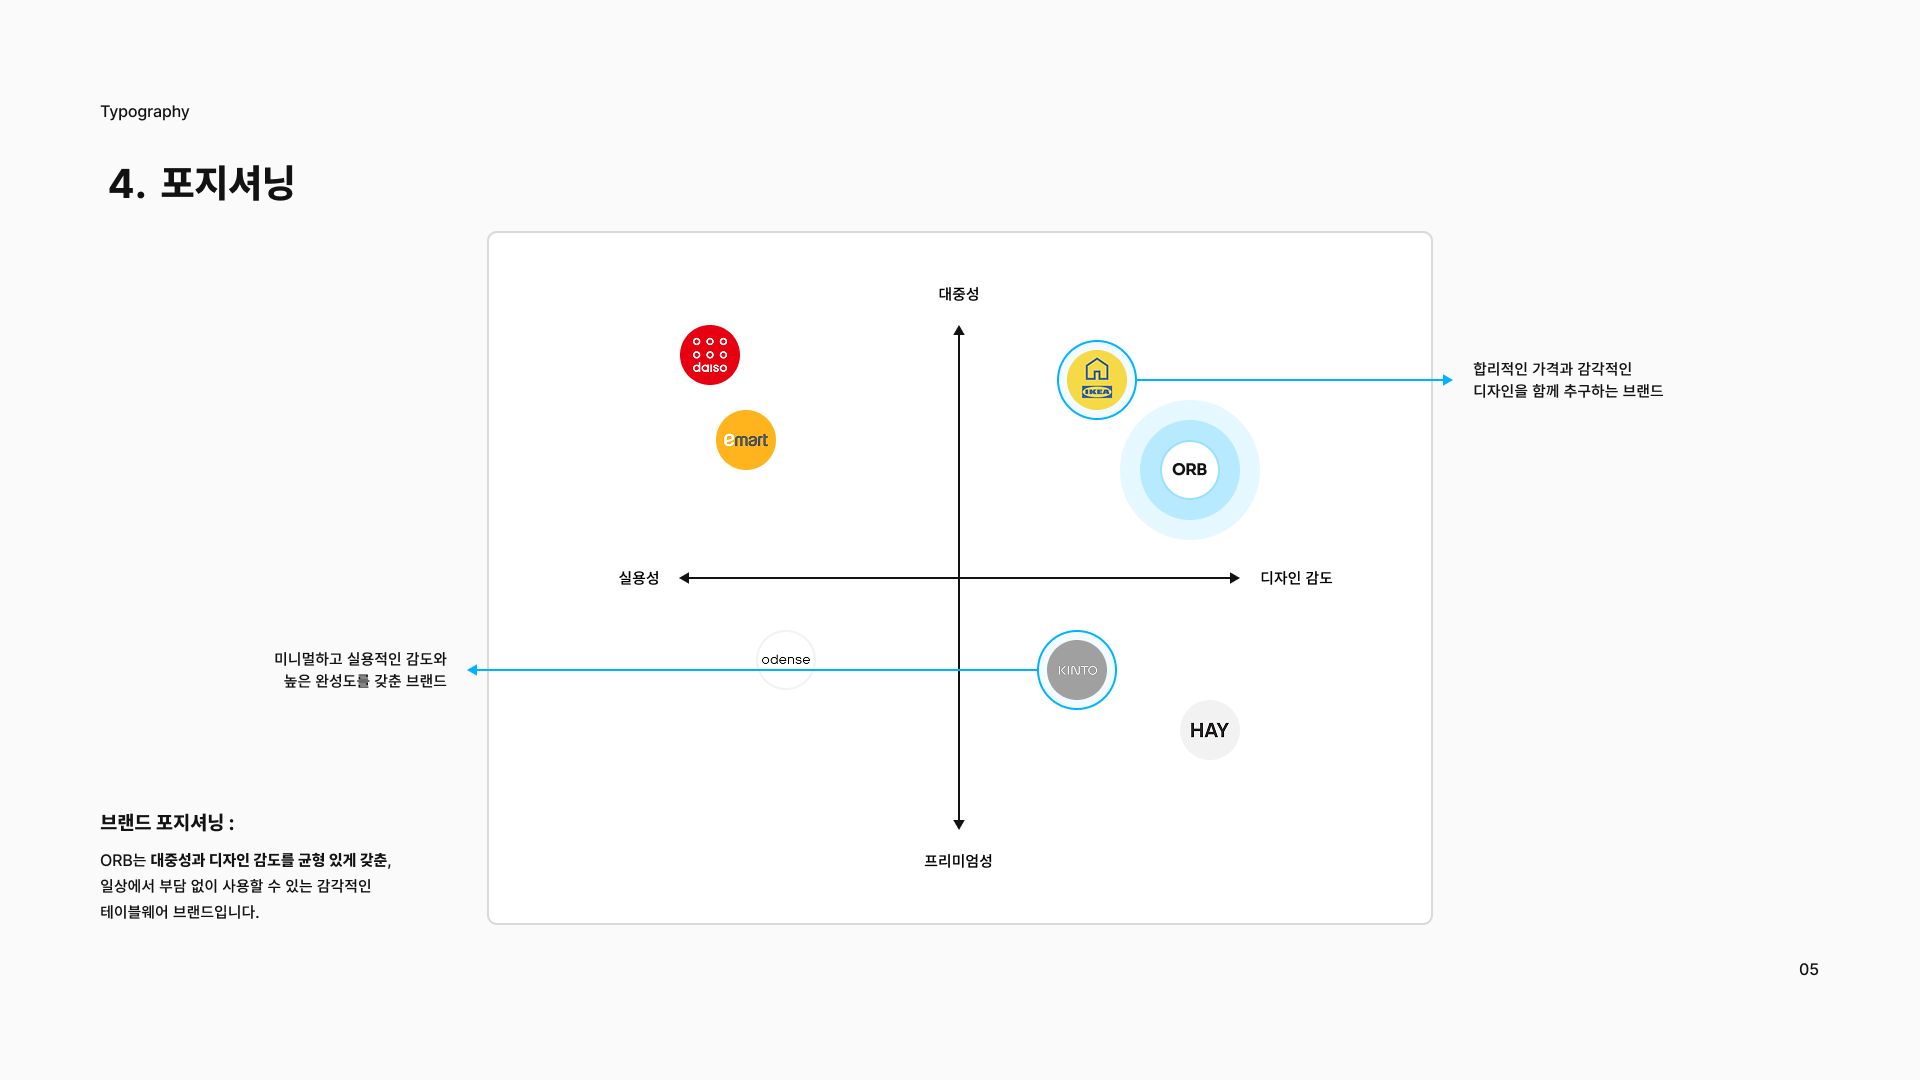 Typography
4. 포지셔닝
대중성
daiso
emart
IKEA
합리적인 가격과 감각적인
디자인을 함께 추구하는 브랜드
ORB
실용성
디자인 감도
미니멀하고 실용적인 감도와
높은 완성도를 갖춘 브랜드
odense
KINTO
HAY
프리미엄성
브랜드 포지셔닝 :
ORB는 대중성과 디자인 감도를 균형 있게 갖춘,
일상에서 부담 없이 사용할 수 있는 감각적인
테이블웨어 브랜드입니다.
05